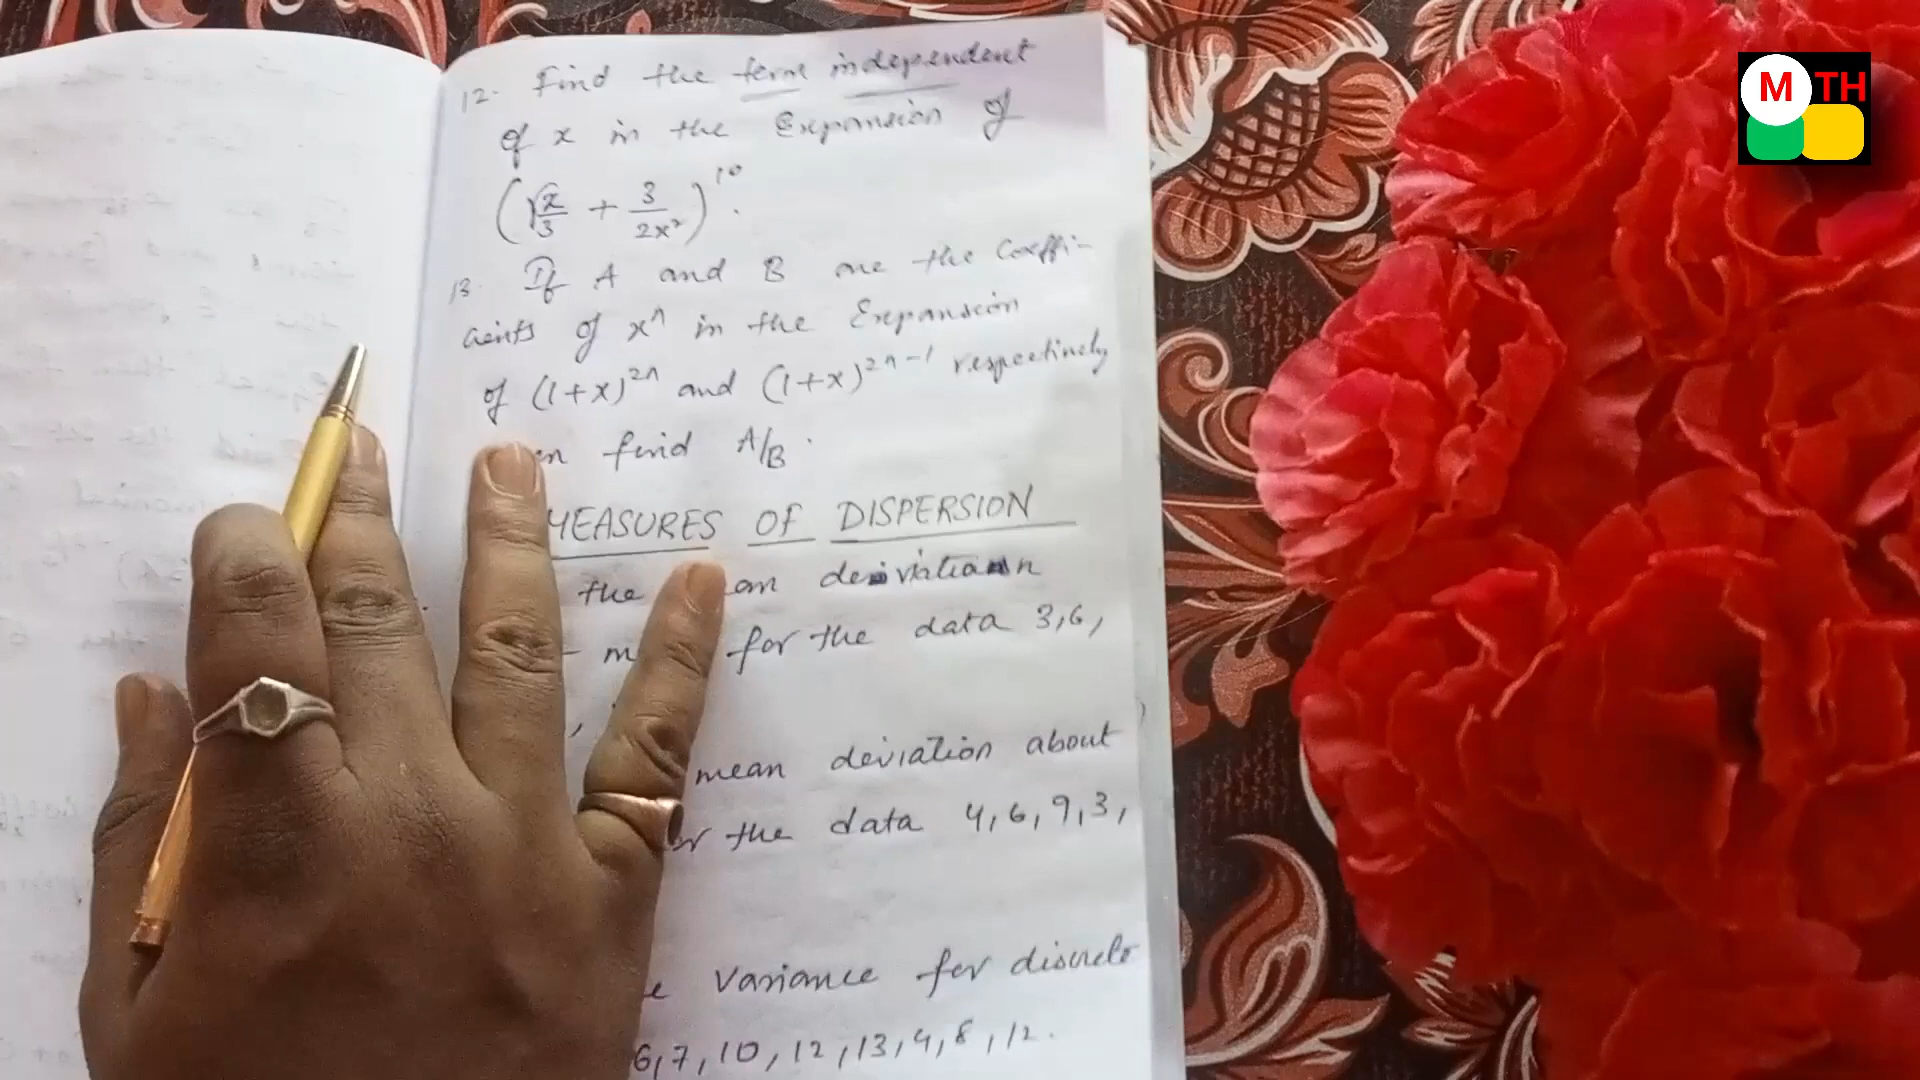 12. Find the term independent
of x in the Expansion of
(√x/3 + 3/2x²)¹⁰.
13. If A and B are the Coeffi-
cients of xⁿ in the Expansion
of (1+x)²ⁿ and (1+x)²ⁿ⁻¹ respectively
find A/B.
MEASURES OF DISPERSION
the deviation
for the data 3,6,
mean deviation about
the data 4,6,9,3,
Variance for discrete
6,7,10,12,13,4,8,12.
M TH